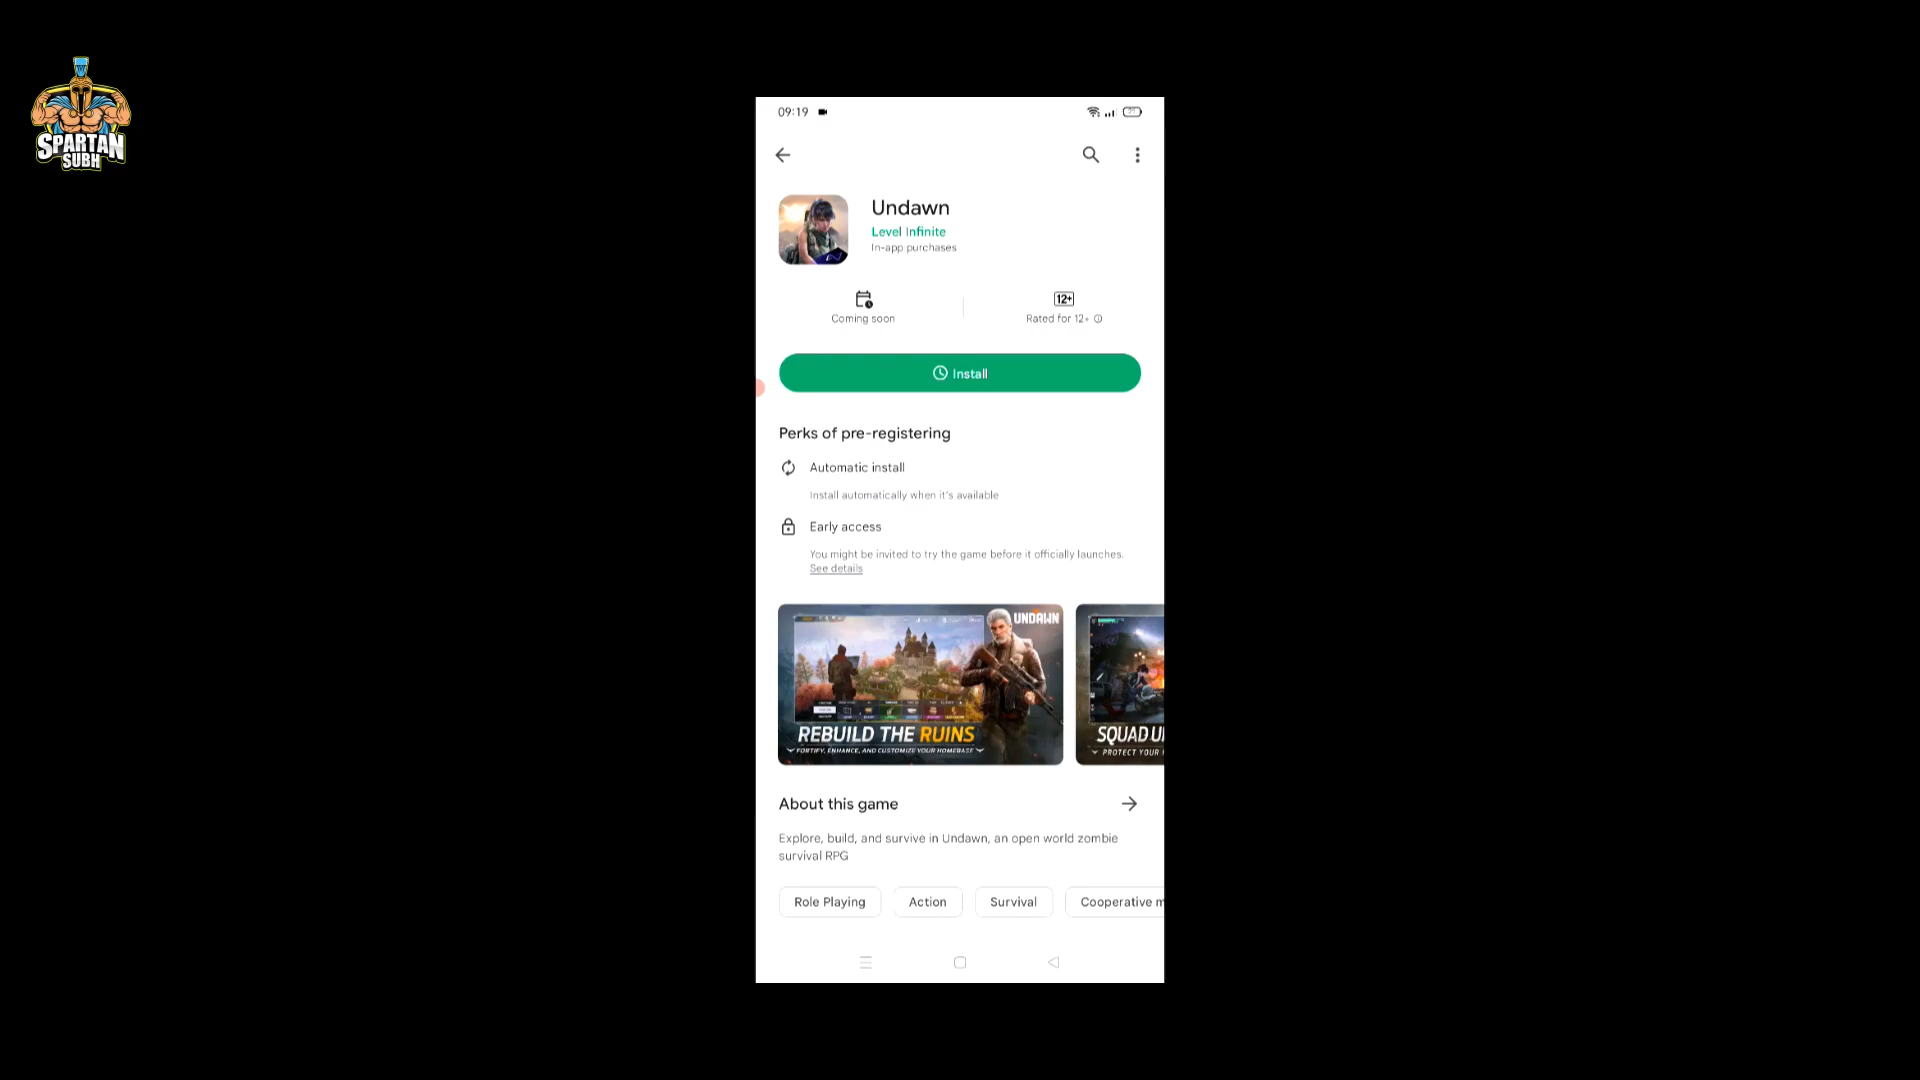 SPARTAN
SUBH
09:19
Undawn
Level Infinite
In-app purchases
Coming soon
12+
Rated for 12+
Install
Perks of pre-registering
Automatic install
Install automatically when it's available
Early access
You might be invited to try the game before it officially launches.
See details
UNDAWN
REBUILD THE RUINS
FORTIFY, ENHANCE, AND CUSTOMIZE YOUR HOMEBASE
SQUAD U
PROTECT YOUR
About this game
Explore, build, and survive in Undawn, an open world zombie
survival RPG
Role Playing
Action
Survival
Cooperative m